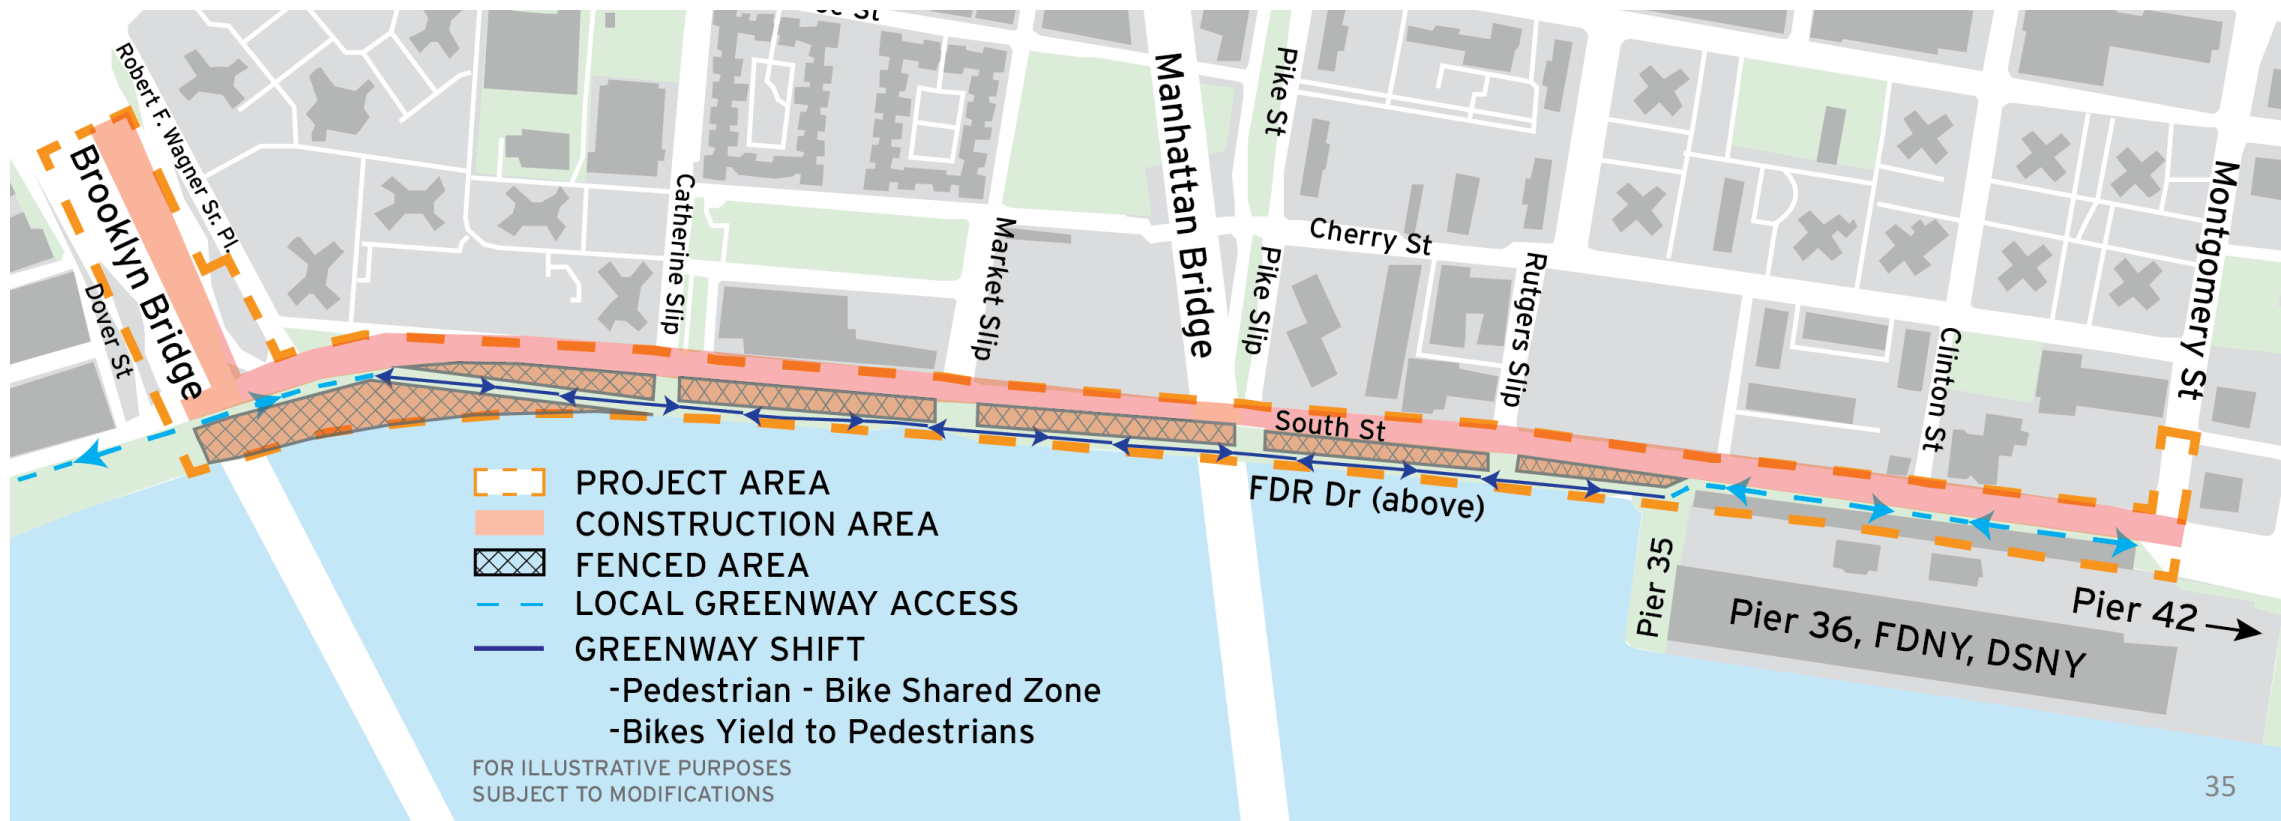 Robert F. Wagner Sr. Pl.
Brooklyn Bridge
Dover St
Catherine Slip
Market Slip
Manhattan Bridge
Pike St
Pike Slip
Cherry St
Rutgers Slip
Clinton St
Montgomery St
South St
FDR Dr (above)
Pier 35
Pier 36, FDNY, DSNY
Pier 42
PROJECT AREA
CONSTRUCTION AREA
FENCED AREA
LOCAL GREENWAY ACCESS
GREENWAY SHIFT
-Pedestrian - Bike Shared Zone
-Bikes Yield to Pedestrians
FOR ILLUSTRATIVE PURPOSES
SUBJECT TO MODIFICATIONS
35